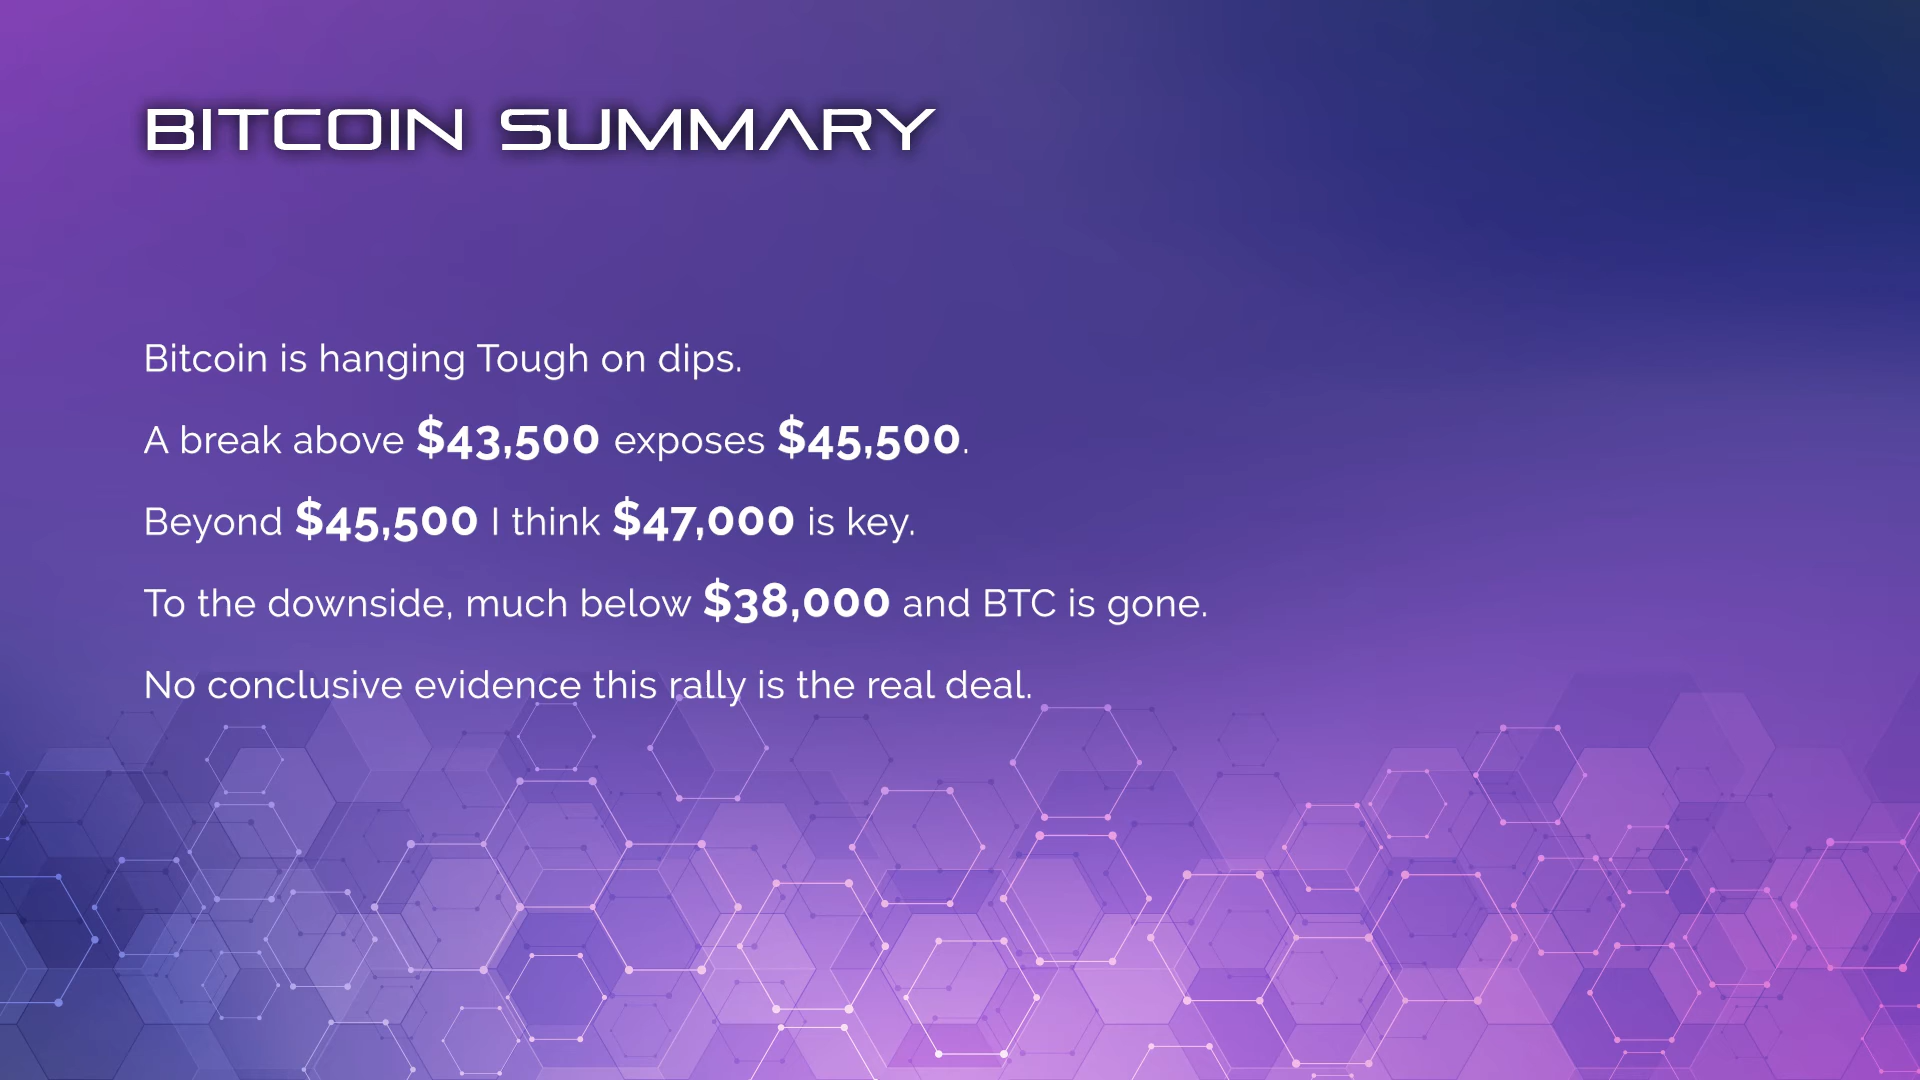 BITCOIN SUMMARY
Bitcoin is hanging Tough on dips.
A break above $43,500 exposes $45,500.
Beyond $45,500 I think $47,000 is key.
To the downside, much below $38,000 and BTC is gone.
No conclusive evidence this rally is the real deal.